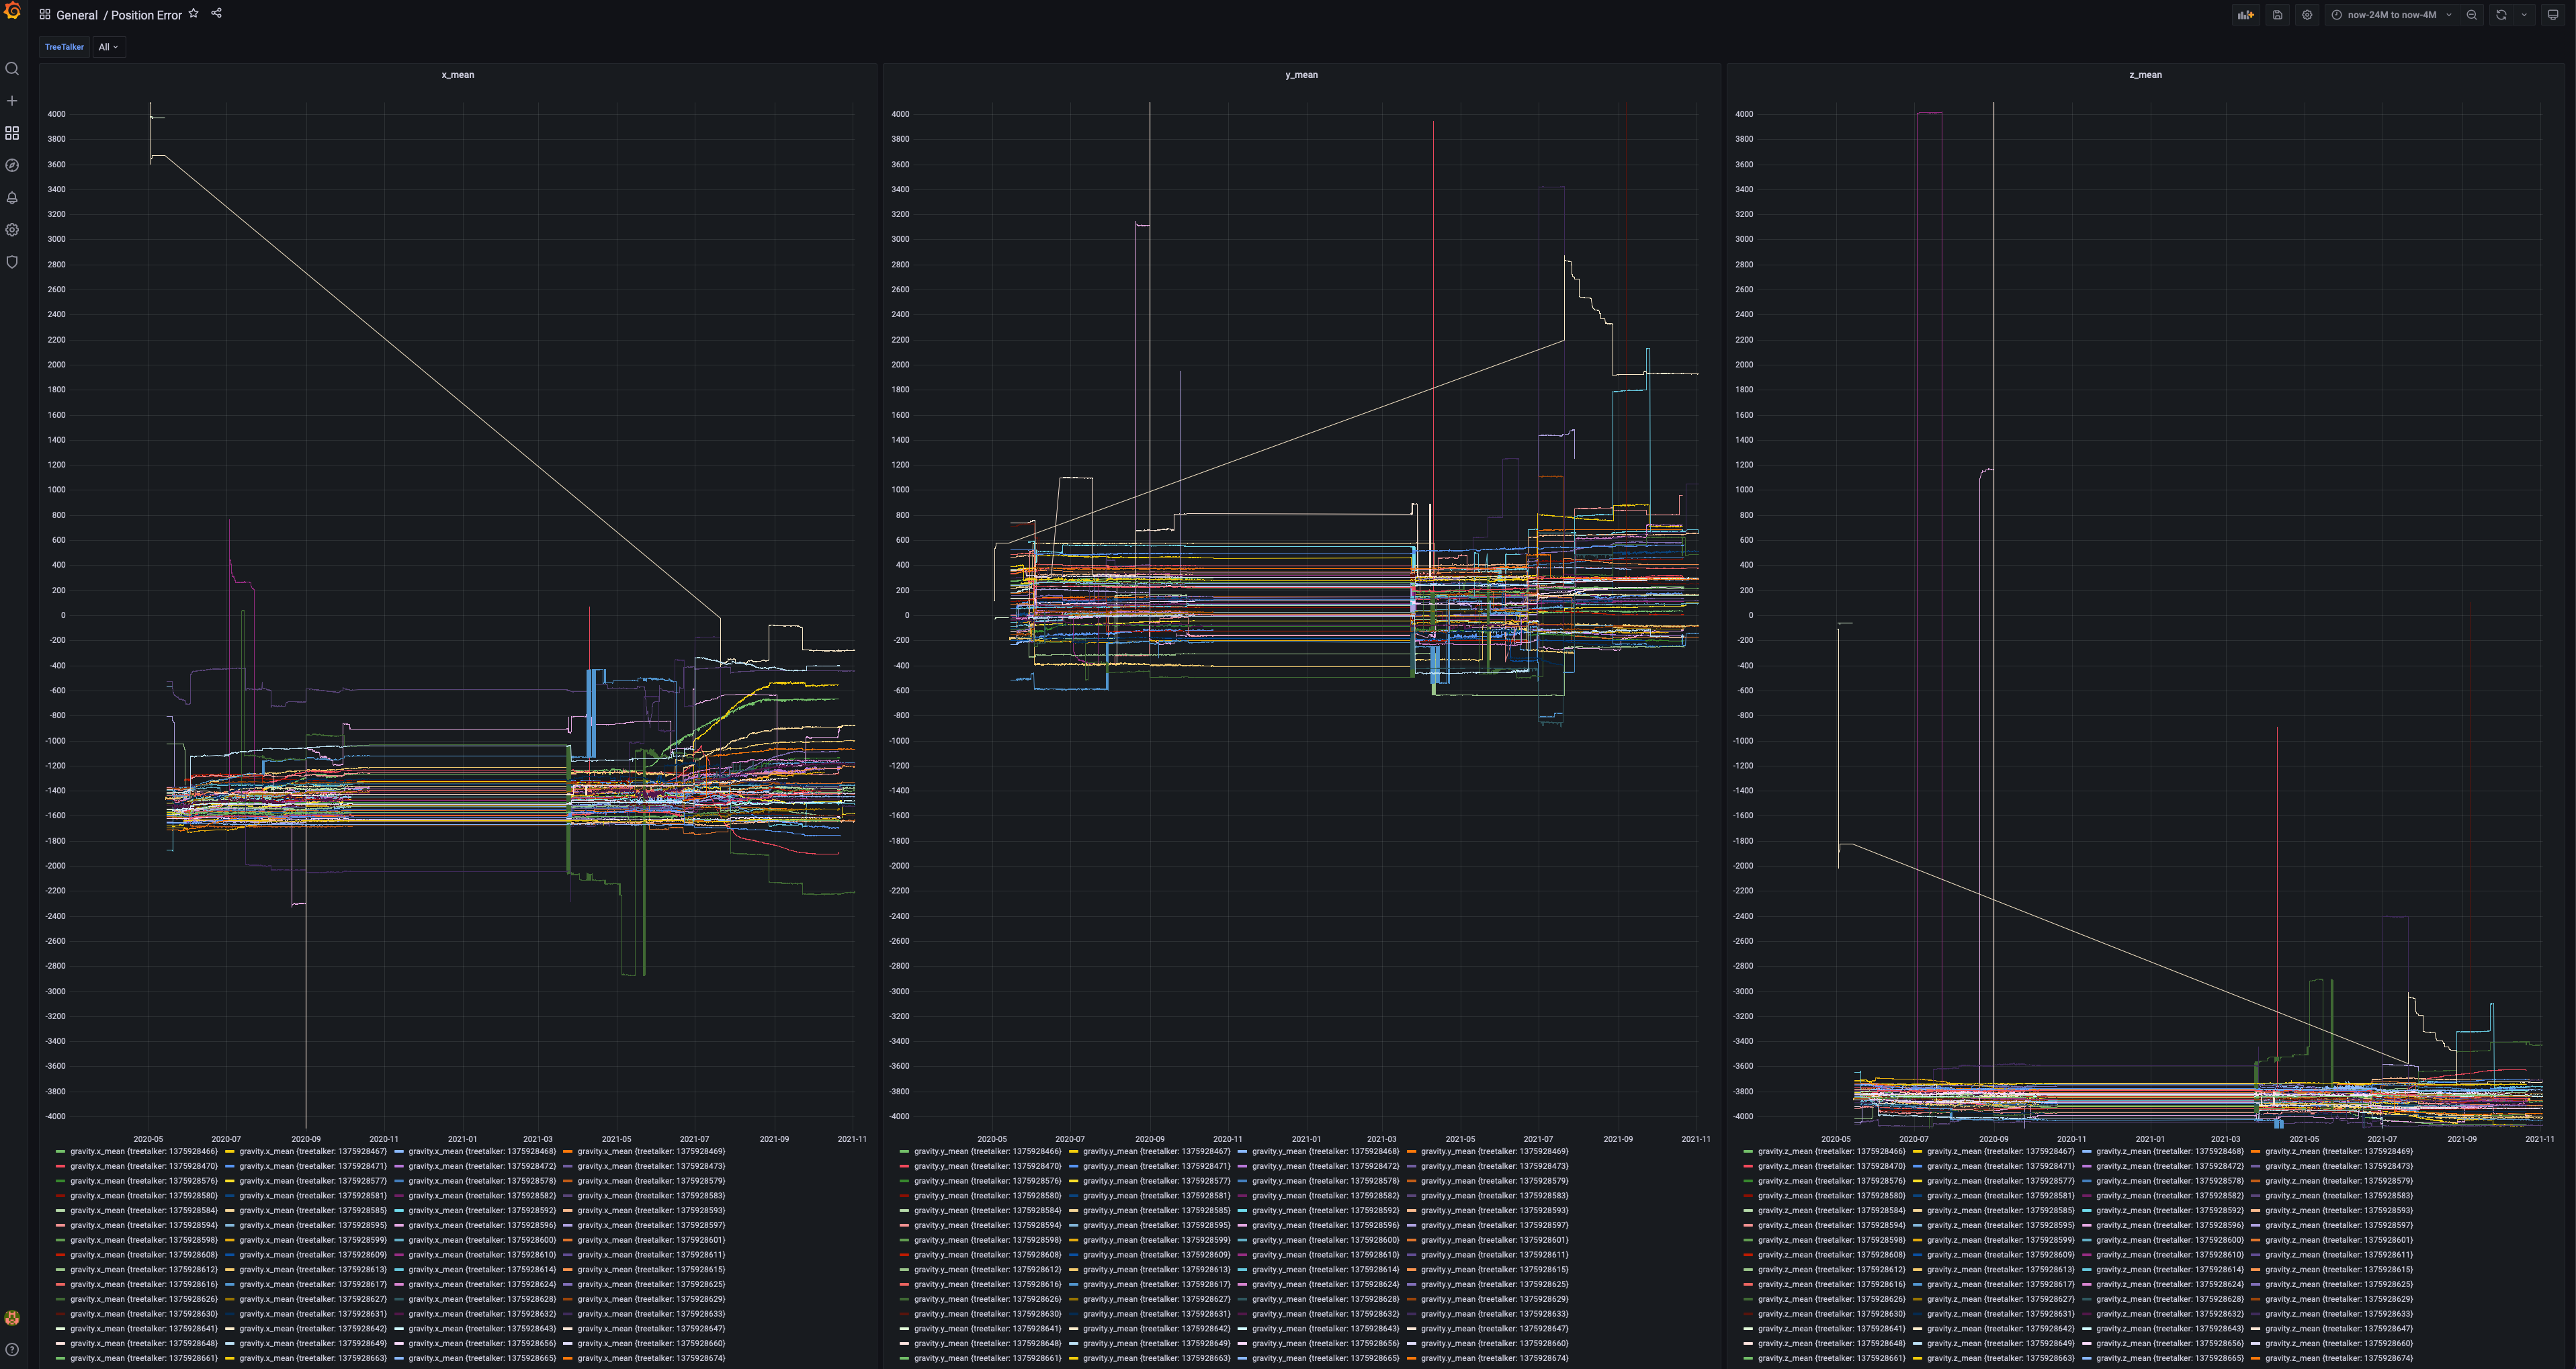 General / Position Error
now-24M to now-4M
TreeTalker All
x_mean
4000
3800
3600
3400
3200
3000
2800
2600
2400
2200
2000
1800
1600
1400
1200
1000
800
600
400
200
0
-200
-400
-600
-800
-1000
-1200
-1400
-1600
-1800
-2000
-2200
-2400
-2600
-2800
-3000
-3200
-3400
-3600
-3800
-4000
2020-05 2020-07 2020-09 2020-11 2021-01 2021-03 2021-05 2021-07 2021-09 2021-11
gravity.x_mean {treetalker: 1375928466} gravity.x_mean {treetalker: 1375928467} gravity.x_mean {treetalker: 1375928468} gravity.x_mean {treetalker: 1375928469}
gravity.x_mean {treetalker: 1375928470} gravity.x_mean {treetalker: 1375928471} gravity.x_mean {treetalker: 1375928472} gravity.x_mean {treetalker: 1375928473}
gravity.x_mean {treetalker: 1375928576} gravity.x_mean {treetalker: 1375928577} gravity.x_mean {treetalker: 1375928578} gravity.x_mean {treetalker: 1375928579}
gravity.x_mean {treetalker: 1375928580} gravity.x_mean {treetalker: 1375928581} gravity.x_mean {treetalker: 1375928582} gravity.x_mean {treetalker: 1375928583}
gravity.x_mean {treetalker: 1375928584} gravity.x_mean {treetalker: 1375928585} gravity.x_mean {treetalker: 1375928592} gravity.x_mean {treetalker: 1375928593}
gravity.x_mean {treetalker: 1375928594} gravity.x_mean {treetalker: 1375928595} gravity.x_mean {treetalker: 1375928596} gravity.x_mean {treetalker: 1375928597}
gravity.x_mean {treetalker: 1375928598} gravity.x_mean {treetalker: 1375928599} gravity.x_mean {treetalker: 1375928600} gravity.x_mean {treetalker: 1375928601}
gravity.x_mean {treetalker: 1375928608} gravity.x_mean {treetalker: 1375928609} gravity.x_mean {treetalker: 1375928610} gravity.x_mean {treetalker: 1375928611}
gravity.x_mean {treetalker: 1375928612} gravity.x_mean {treetalker: 1375928613} gravity.x_mean {treetalker: 1375928614} gravity.x_mean {treetalker: 1375928615}
gravity.x_mean {treetalker: 1375928616} gravity.x_mean {treetalker: 1375928617} gravity.x_mean {treetalker: 1375928624} gravity.x_mean {treetalker: 1375928625}
gravity.x_mean {treetalker: 1375928626} gravity.x_mean {treetalker: 1375928627} gravity.x_mean {treetalker: 1375928628} gravity.x_mean {treetalker: 1375928629}
gravity.x_mean {treetalker: 1375928630} gravity.x_mean {treetalker: 1375928631} gravity.x_mean {treetalker: 1375928632} gravity.x_mean {treetalker: 1375928633}
gravity.x_mean {treetalker: 1375928641} gravity.x_mean {treetalker: 1375928642} gravity.x_mean {treetalker: 1375928643} gravity.x_mean {treetalker: 1375928647}
gravity.x_mean {treetalker: 1375928648} gravity.x_mean {treetalker: 1375928649} gravity.x_mean {treetalker: 1375928656} gravity.x_mean {treetalker: 1375928660}
gravity.x_mean {treetalker: 1375928661} gravity.x_mean {treetalker: 1375928663} gravity.x_mean {treetalker: 1375928665} gravity.x_mean {treetalker: 1375928674}
y_mean
4000
3800
3600
3400
3200
3000
2800
2600
2400
2200
2000
1800
1600
1400
1200
1000
800
600
400
200
0
-200
-400
-600
-800
-1000
-1200
-1400
-1600
-1800
-2000
-2200
-2400
-2600
-2800
-3000
-3200
-3400
-3600
-3800
-4000
2020-05 2020-07 2020-09 2020-11 2021-01 2021-03 2021-05 2021-07 2021-09 2021-11
gravity.y_mean {treetalker: 1375928466} gravity.y_mean {treetalker: 1375928467} gravity.y_mean {treetalker: 1375928468} gravity.y_mean {treetalker: 1375928469}
gravity.y_mean {treetalker: 1375928470} gravity.y_mean {treetalker: 1375928471} gravity.y_mean {treetalker: 1375928472} gravity.y_mean {treetalker: 1375928473}
gravity.y_mean {treetalker: 1375928576} gravity.y_mean {treetalker: 1375928577} gravity.y_mean {treetalker: 1375928578} gravity.y_mean {treetalker: 1375928579}
gravity.y_mean {treetalker: 1375928580} gravity.y_mean {treetalker: 1375928581} gravity.y_mean {treetalker: 1375928582} gravity.y_mean {treetalker: 1375928583}
gravity.y_mean {treetalker: 1375928584} gravity.y_mean {treetalker: 1375928585} gravity.y_mean {treetalker: 1375928592} gravity.y_mean {treetalker: 1375928593}
gravity.y_mean {treetalker: 1375928594} gravity.y_mean {treetalker: 1375928595} gravity.y_mean {treetalker: 1375928596} gravity.y_mean {treetalker: 1375928597}
gravity.y_mean {treetalker: 1375928598} gravity.y_mean {treetalker: 1375928599} gravity.y_mean {treetalker: 1375928600} gravity.y_mean {treetalker: 1375928601}
gravity.y_mean {treetalker: 1375928608} gravity.y_mean {treetalker: 1375928609} gravity.y_mean {treetalker: 1375928610} gravity.y_mean {treetalker: 1375928611}
gravity.y_mean {treetalker: 1375928612} gravity.y_mean {treetalker: 1375928613} gravity.y_mean {treetalker: 1375928614} gravity.y_mean {treetalker: 1375928615}
gravity.y_mean {treetalker: 1375928616} gravity.y_mean {treetalker: 1375928617} gravity.y_mean {treetalker: 1375928624} gravity.y_mean {treetalker: 1375928625}
gravity.y_mean {treetalker: 1375928626} gravity.y_mean {treetalker: 1375928627} gravity.y_mean {treetalker: 1375928628} gravity.y_mean {treetalker: 1375928629}
gravity.y_mean {treetalker: 1375928630} gravity.y_mean {treetalker: 1375928631} gravity.y_mean {treetalker: 1375928632} gravity.y_mean {treetalker: 1375928633}
gravity.y_mean {treetalker: 1375928641} gravity.y_mean {treetalker: 1375928642} gravity.y_mean {treetalker: 1375928643} gravity.y_mean {treetalker: 1375928647}
gravity.y_mean {treetalker: 1375928648} gravity.y_mean {treetalker: 1375928649} gravity.y_mean {treetalker: 1375928656} gravity.y_mean {treetalker: 1375928660}
gravity.y_mean {treetalker: 1375928661} gravity.y_mean {treetalker: 1375928663} gravity.y_mean {treetalker: 1375928665} gravity.y_mean {treetalker: 1375928674}
z_mean
4000
3800
3600
3400
3200
3000
2800
2600
2400
2200
2000
1800
1600
1400
1200
1000
800
600
400
200
0
-200
-400
-600
-800
-1000
-1200
-1400
-1600
-1800
-2000
-2200
-2400
-2600
-2800
-3000
-3200
-3400
-3600
-3800
-4000
2020-05 2020-07 2020-09 2020-11 2021-01 2021-03 2021-05 2021-07 2021-09 2021-11
gravity.z_mean {treetalker: 1375928466} gravity.z_mean {treetalker: 1375928467} gravity.z_mean {treetalker: 1375928468} gravity.z_mean {treetalker: 1375928469}
gravity.z_mean {treetalker: 1375928470} gravity.z_mean {treetalker: 1375928471} gravity.z_mean {treetalker: 1375928472} gravity.z_mean {treetalker: 1375928473}
gravity.z_mean {treetalker: 1375928576} gravity.z_mean {treetalker: 1375928577} gravity.z_mean {treetalker: 1375928578} gravity.z_mean {treetalker: 1375928579}
gravity.z_mean {treetalker: 1375928580} gravity.z_mean {treetalker: 1375928581} gravity.z_mean {treetalker: 1375928582} gravity.z_mean {treetalker: 1375928583}
gravity.z_mean {treetalker: 1375928584} gravity.z_mean {treetalker: 1375928585} gravity.z_mean {treetalker: 1375928592} gravity.z_mean {treetalker: 1375928593}
gravity.z_mean {treetalker: 1375928594} gravity.z_mean {treetalker: 1375928595} gravity.z_mean {treetalker: 1375928596} gravity.z_mean {treetalker: 1375928597}
gravity.z_mean {treetalker: 1375928598} gravity.z_mean {treetalker: 1375928599} gravity.z_mean {treetalker: 1375928600} gravity.z_mean {treetalker: 1375928601}
gravity.z_mean {treetalker: 1375928608} gravity.z_mean {treetalker: 1375928609} gravity.z_mean {treetalker: 1375928610} gravity.z_mean {treetalker: 1375928611}
gravity.z_mean {treetalker: 1375928612} gravity.z_mean {treetalker: 1375928613} gravity.z_mean {treetalker: 1375928614} gravity.z_mean {treetalker: 1375928615}
gravity.z_mean {treetalker: 1375928616} gravity.z_mean {treetalker: 1375928617} gravity.z_mean {treetalker: 1375928624} gravity.z_mean {treetalker: 1375928625}
gravity.z_mean {treetalker: 1375928626} gravity.z_mean {treetalker: 1375928627} gravity.z_mean {treetalker: 1375928628} gravity.z_mean {treetalker: 1375928629}
gravity.z_mean {treetalker: 1375928630} gravity.z_mean {treetalker: 1375928631} gravity.z_mean {treetalker: 1375928632} gravity.z_mean {treetalker: 1375928633}
gravity.z_mean {treetalker: 1375928641} gravity.z_mean {treetalker: 1375928642} gravity.z_mean {treetalker: 1375928643} gravity.z_mean {treetalker: 1375928647}
gravity.z_mean {treetalker: 1375928648} gravity.z_mean {treetalker: 1375928649} gravity.z_mean {treetalker: 1375928656} gravity.z_mean {treetalker: 1375928660}
gravity.z_mean {treetalker: 1375928661} gravity.z_mean {treetalker: 1375928663} gravity.z_mean {treetalker: 1375928665} gravity.z_mean {treetalker: 1375928674}